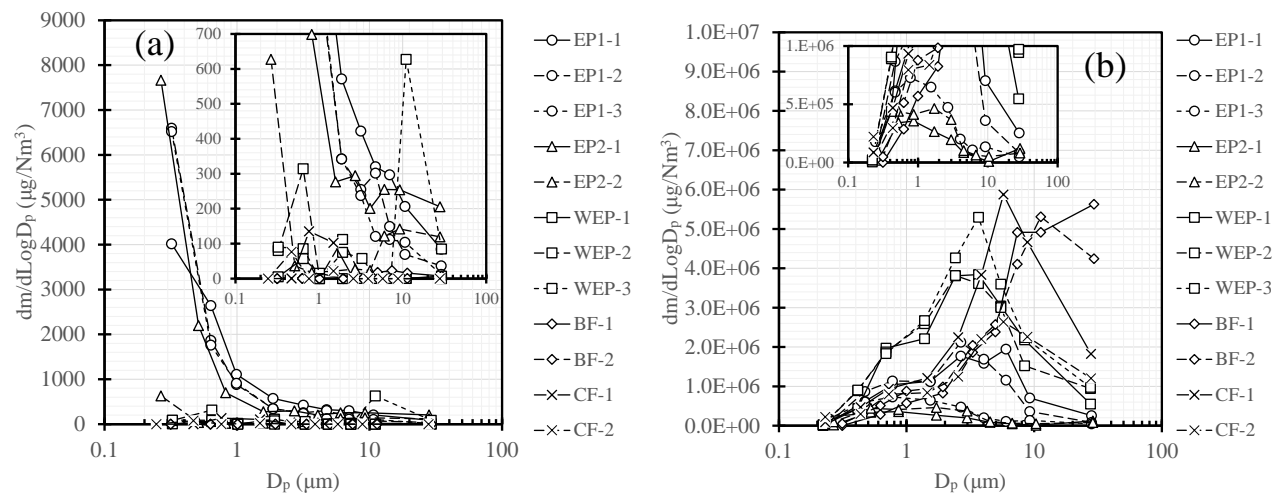 (a)
dm/dLogDp (μg/Nm³)
9000
8000
7000
6000
5000
4000
3000
2000
1000
0
0.1 1 10 100
Dp (μm)
700
600
500
400
300
200
100
0
0.1 1 10 100
EP1-1
EP1-2
EP1-3
EP2-1
EP2-2
WEP-1
WEP-2
WEP-3
BF-1
BF-2
CF-1
CF-2
(b)
dm/dLogDp (μg/Nm³)
1.0E+07
9.0E+06
8.0E+06
7.0E+06
6.0E+06
5.0E+06
4.0E+06
3.0E+06
2.0E+06
1.0E+06
0.0E+00
0.1 1 10 100
Dp (μm)
1.E+06
5.E+05
0.E+00
0.1 1 10 100
EP1-1
EP1-2
EP1-3
EP2-1
EP2-2
WEP-1
WEP-2
WEP-3
BF-1
BF-2
CF-1
CF-2